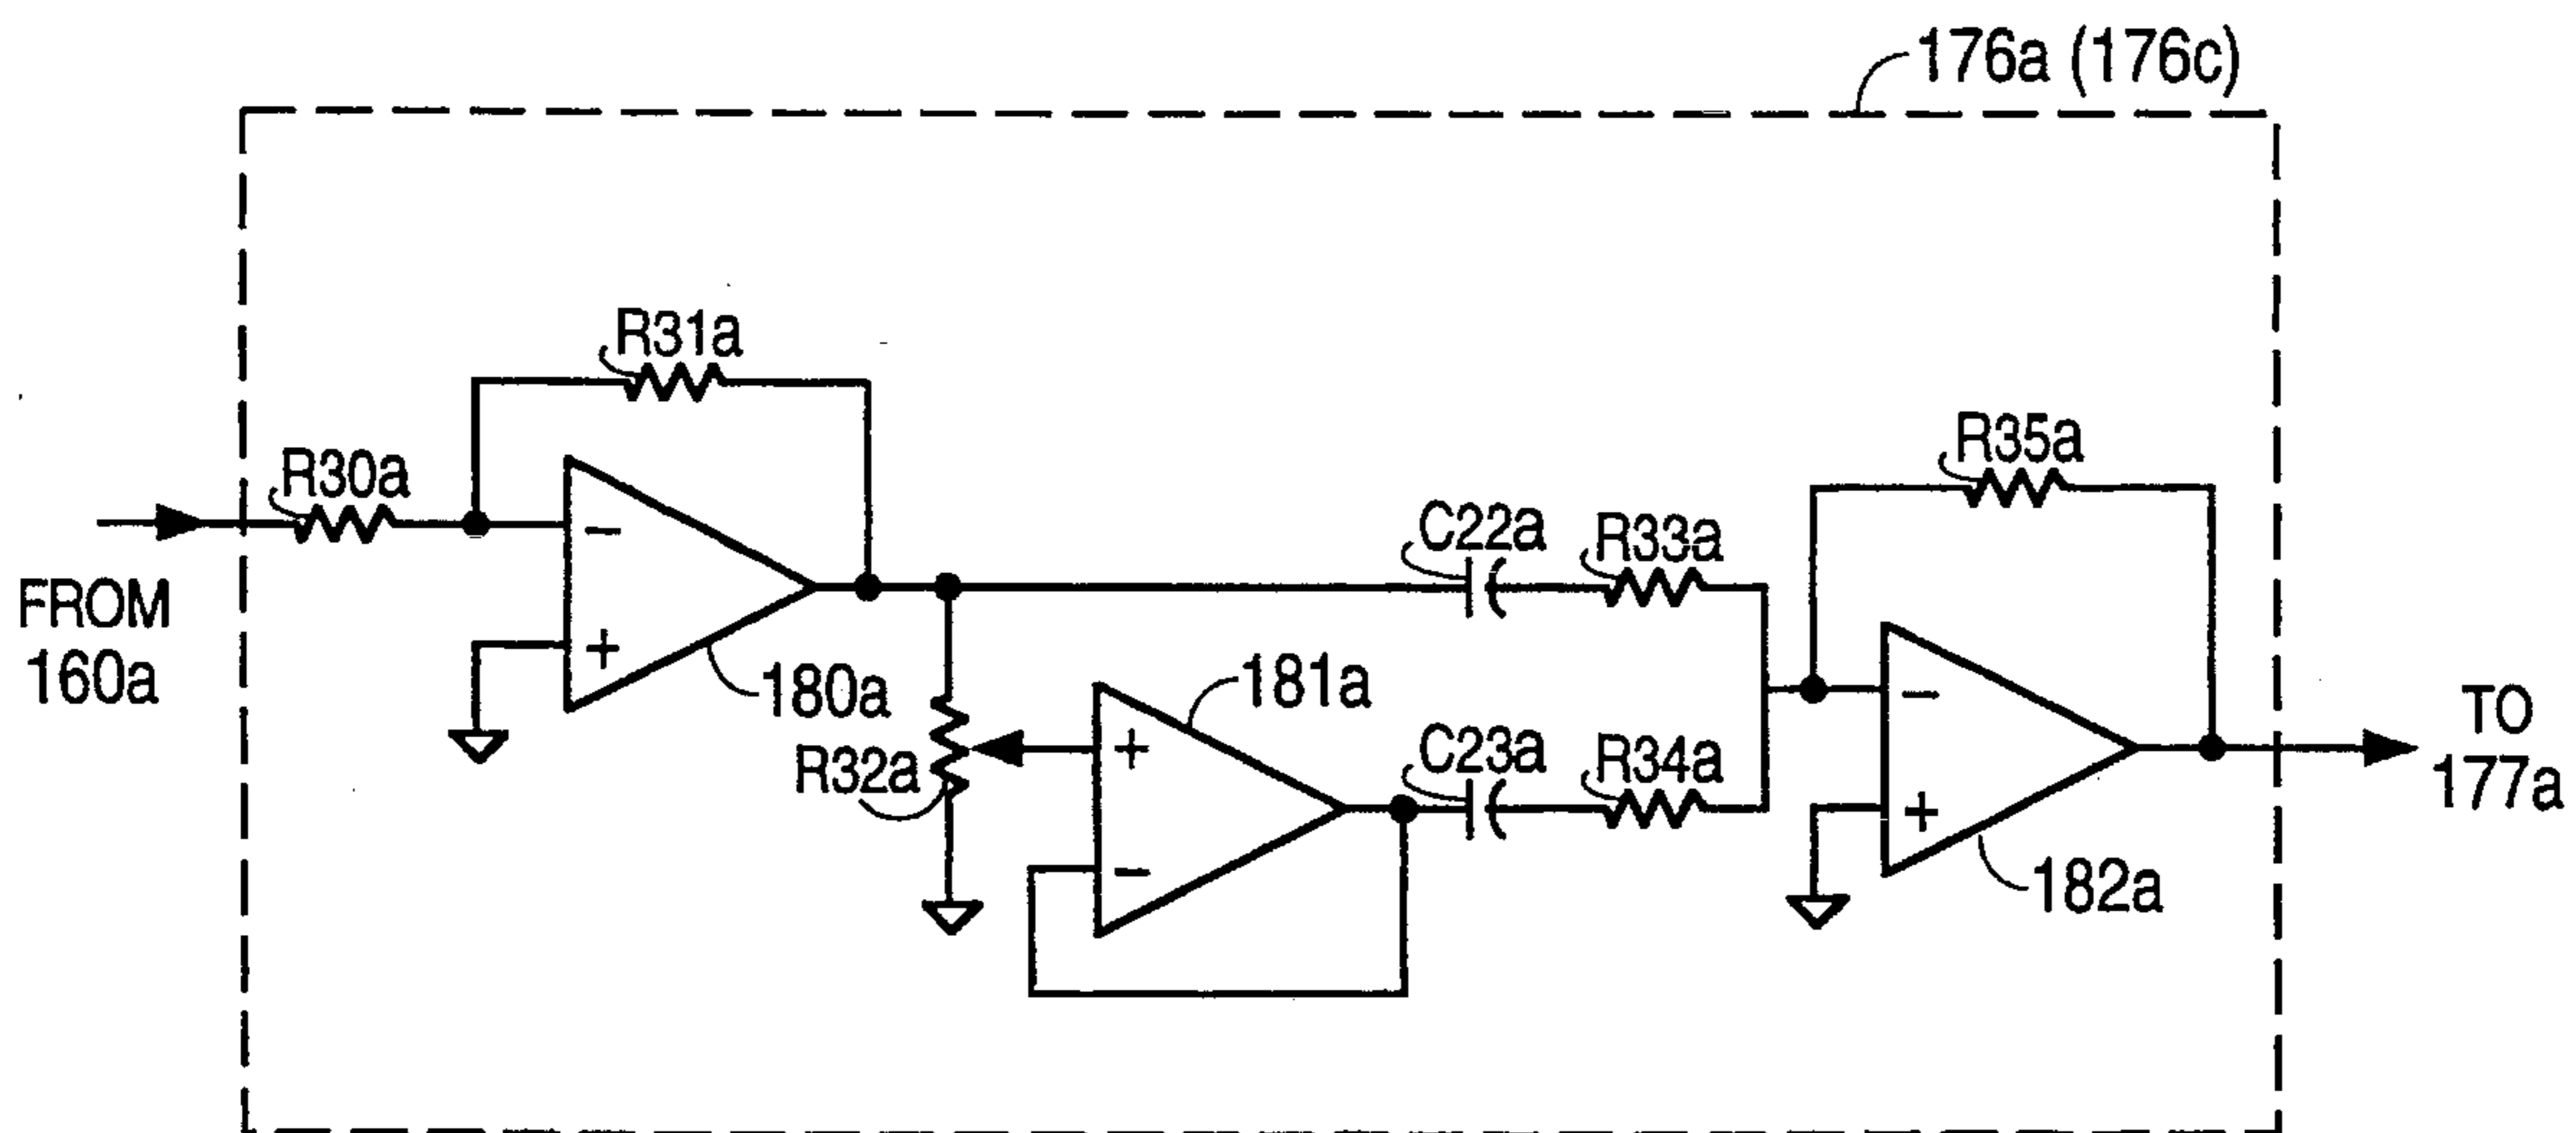 176a (176c)
R31a
R35a
R30a
C22a
R33a
−
FROM
160a
+
180a
181a
−
TO
177a
R32a
+
C23a
R34a
+
−
182a